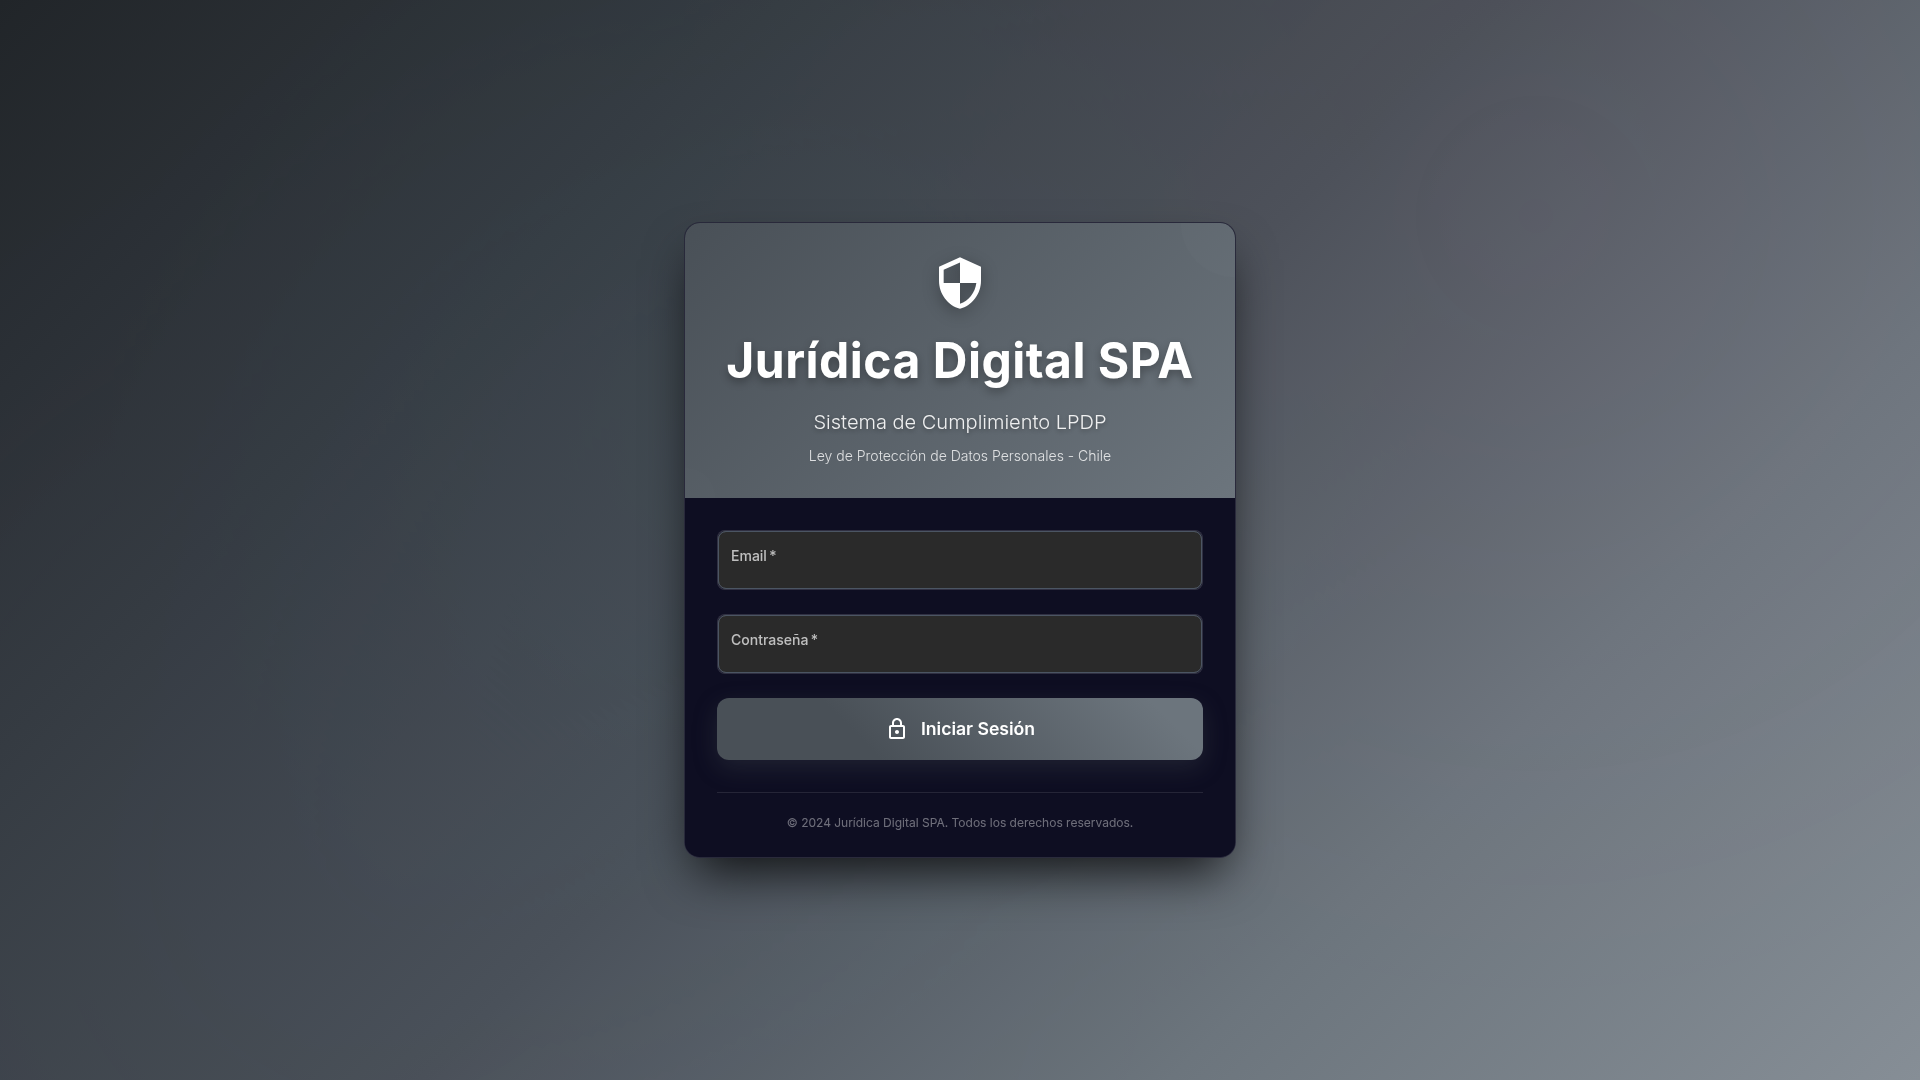 Jurídica Digital SPA
Sistema de Cumplimiento LPDP
Ley de Protección de Datos Personales - Chile
Email *
Contraseña *
Iniciar Sesión
© 2024 Jurídica Digital SPA. Todos los derechos reservados.